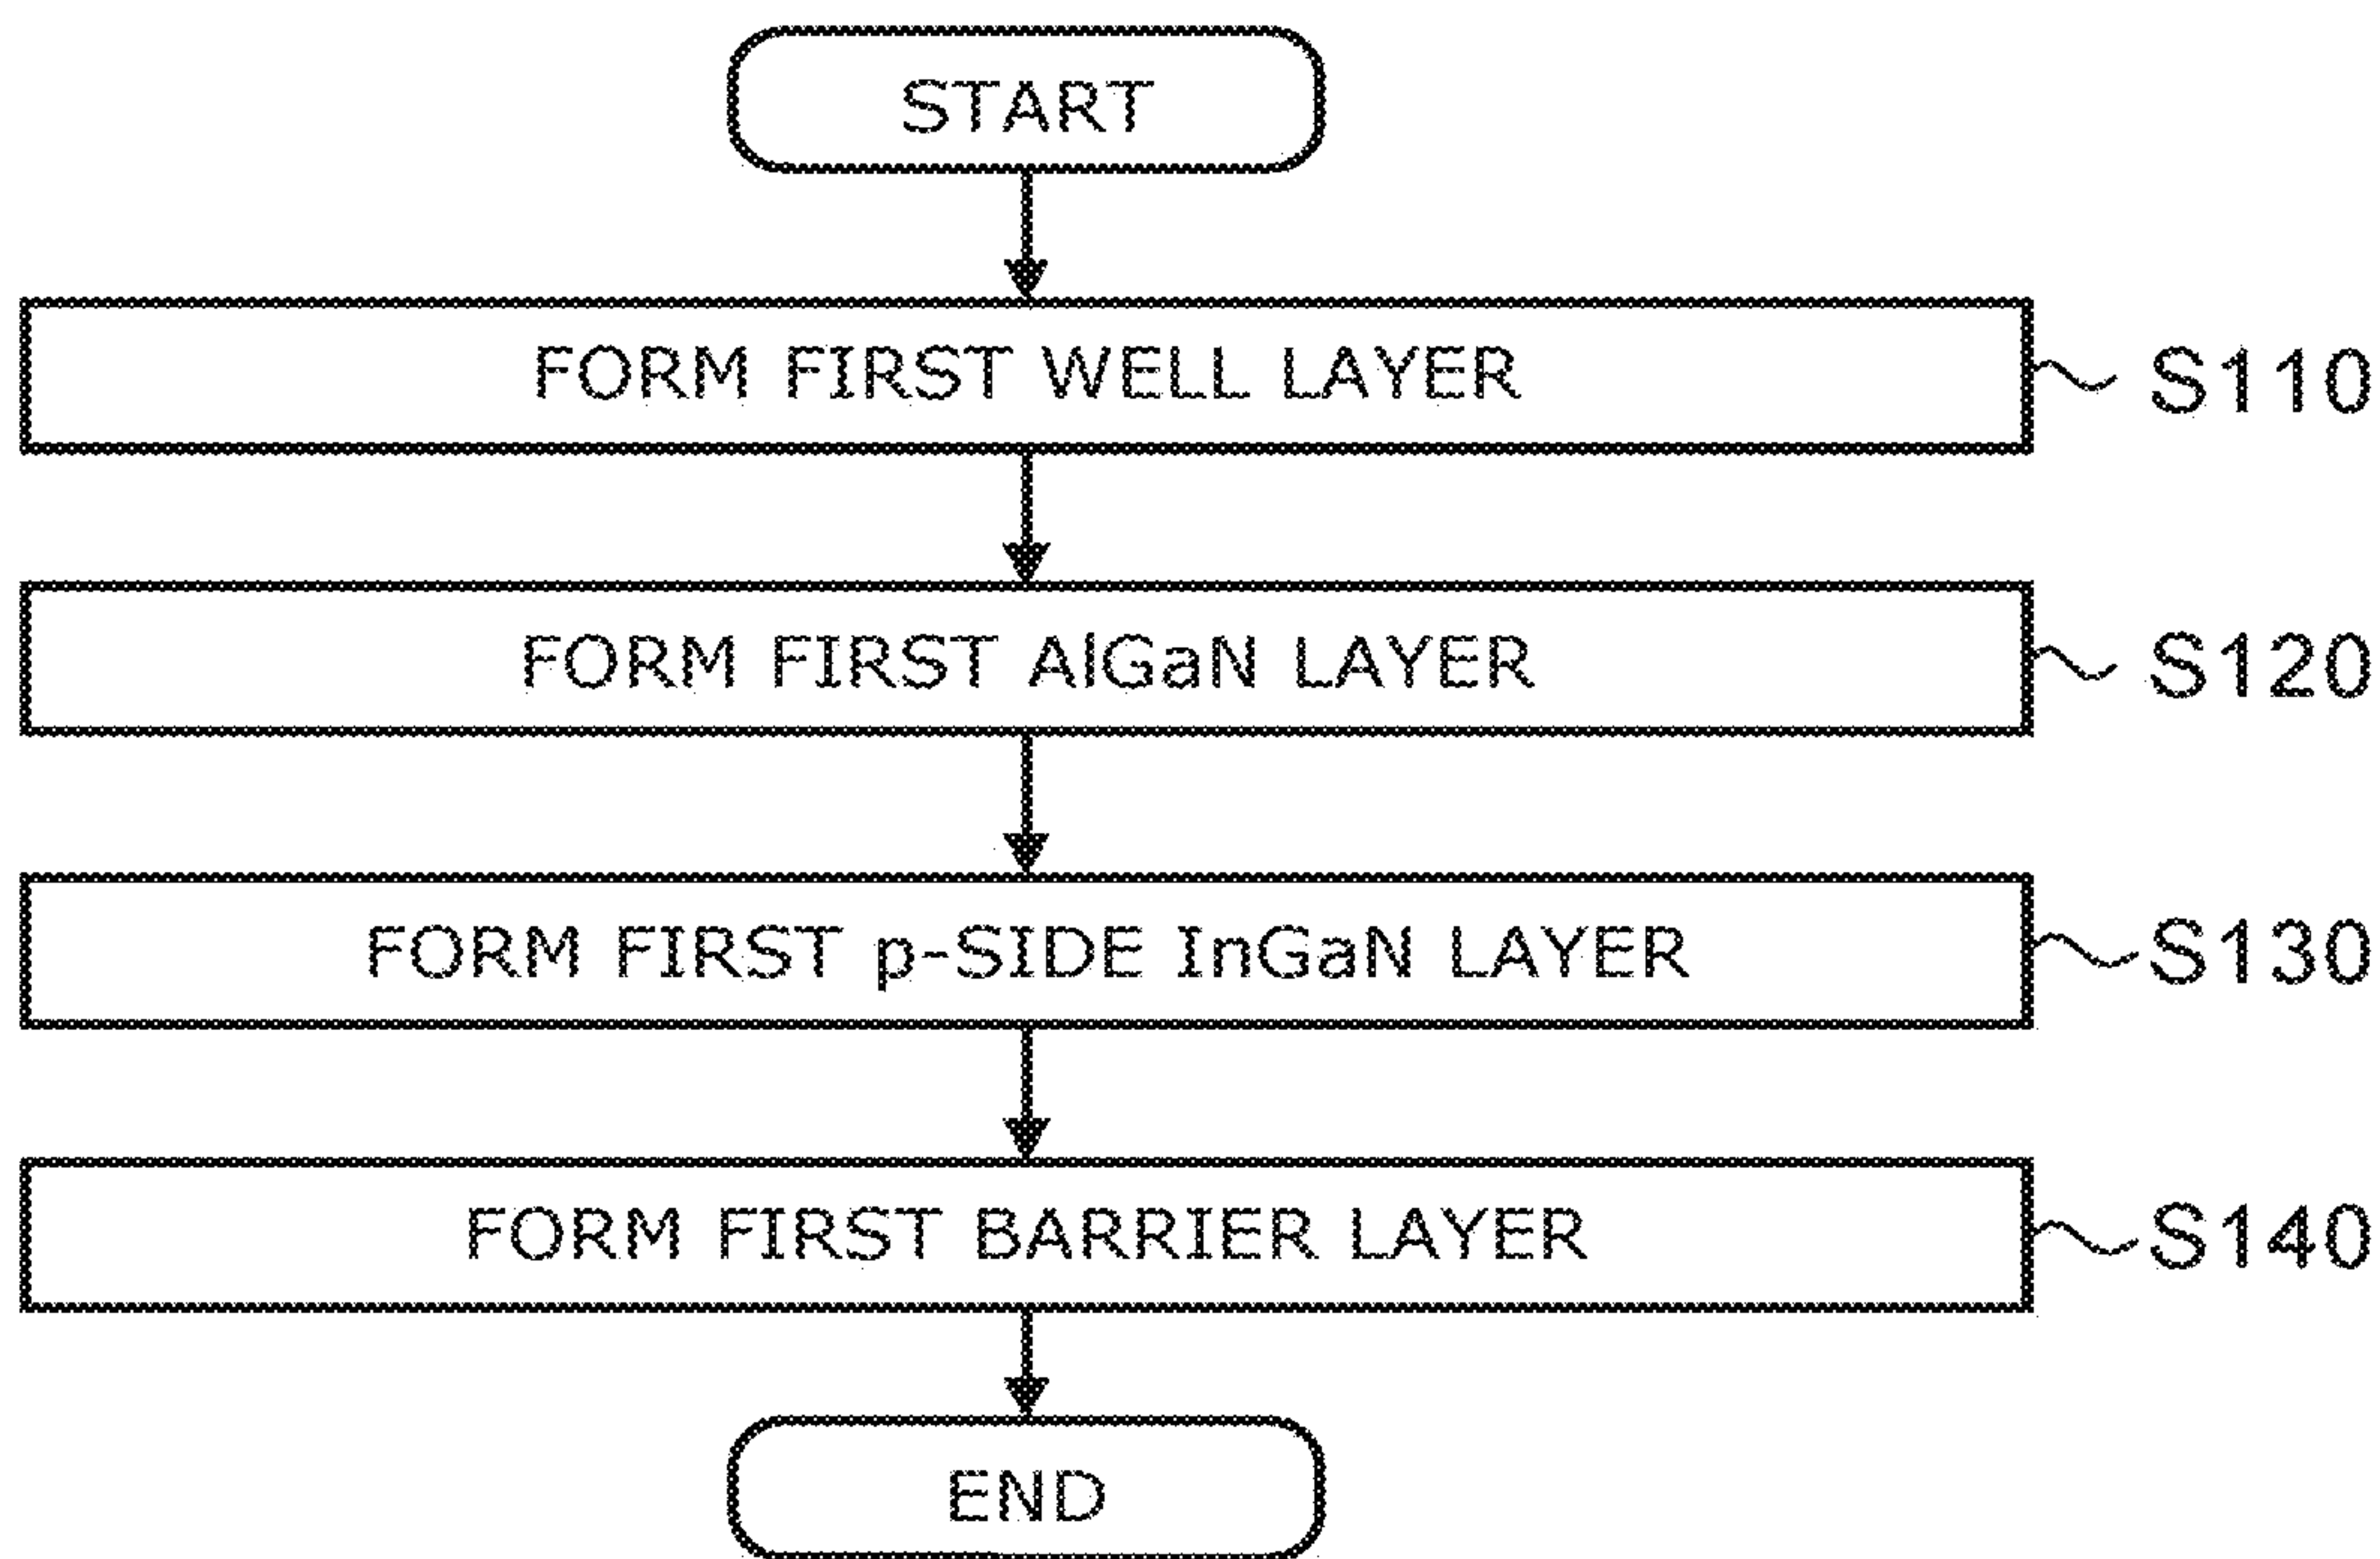 START
FORM FIRST WELL LAYER
S110
FORM FIRST AlGaN LAYER
S120
FORM FIRST p-SIDE InGaN LAYER
S130
FORM FIRST BARRIER LAYER
S140
END